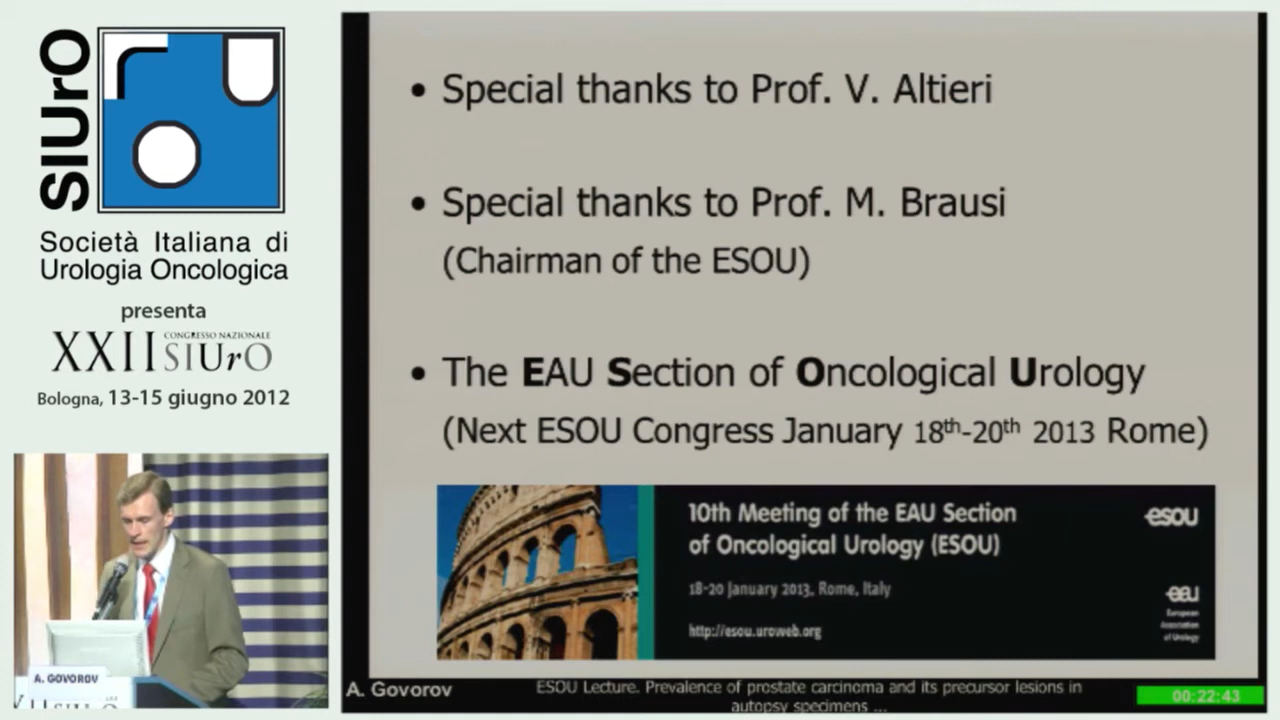 SIUrO
Società Italiana di
Urologia Oncologica
presenta
XXII CONGRESSO NAZIONALE
SIUrO
Bologna, 13-15 giugno 2012
A. GOVOROV
• Special thanks to Prof. V. Altieri
• Special thanks to Prof. M. Brausi
(Chairman of the ESOU)
• The EAU Section of Oncological Urology
(Next ESOU Congress January 18th-20th 2013 Rome)
10th Meeting of the EAU Section
of Oncological Urology (ESOU)
18-20 January 2013, Rome, Italy
http://esou.uroweb.org
esou
eau
European
Association
of Urology
A. Govorov
ESOU Lecture. Prevalence of prostate carcinoma and its precursor lesions in
autopsy specimens ...
00:22:43